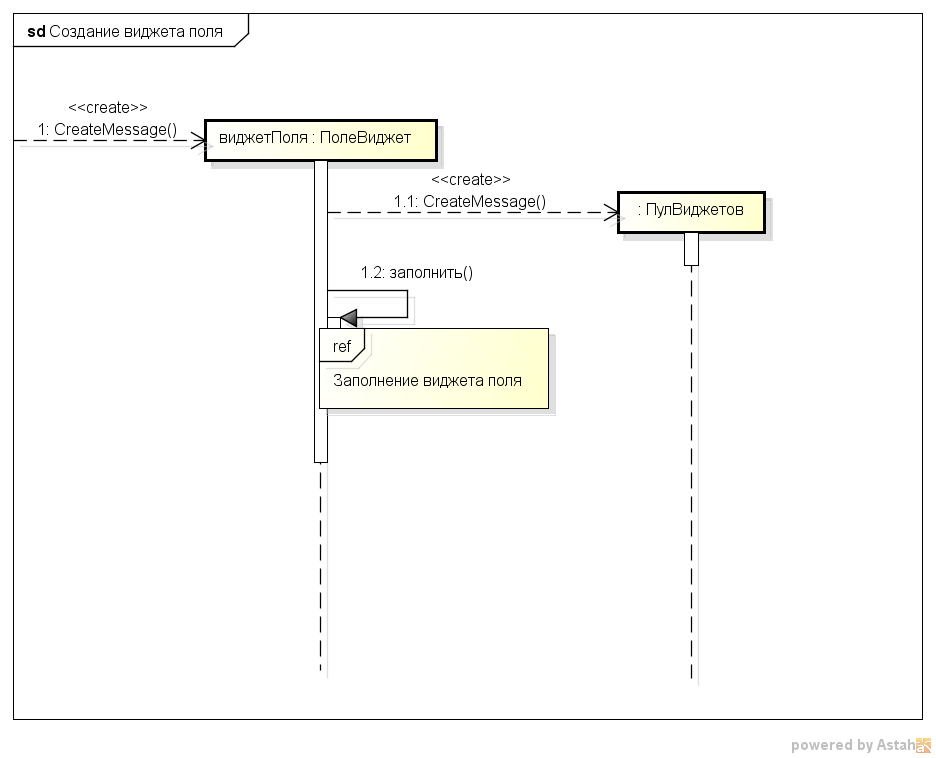 sd Создание виджета поля
<<create>>
1: CreateMessage()
виджетПоля : ПолеВиджет
<<create>>
1.1: CreateMessage()
: ПулВиджетов
1.2: заполнить()
ref
Заполнение виджета поля
powered by Astah